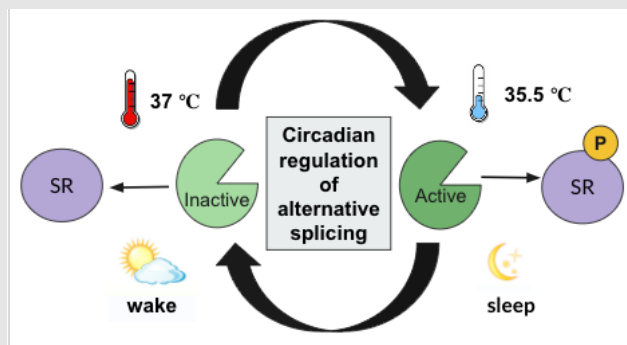 37 °C
35.5 °C
Circadian
regulation
of
alternative
splicing
SR
Inactive
Active
P
SR
wake
sleep